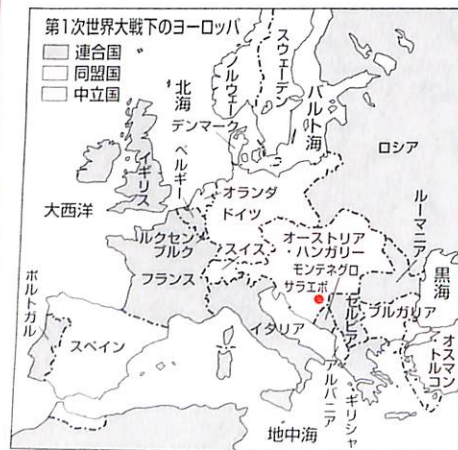 第1次世界大戦下のヨーロッパ
連合国
同盟国
中立国
北海
ノルウェー
スウェーデン
バルト海
デンマーク
ロシア
イギリス
ベルギー
オランダ
ドイツ
大西洋
ルクセン
ブルク
スイス
オーストリア
・ハンガリー
ルーマニア
モンテネグロ
サラエボ
黒海
フランス
セルビア
ブルガリア
ポルトガル
スペイン
イタリア
アルバニア
ギリシャ
オスマン
・トルコ
地中海